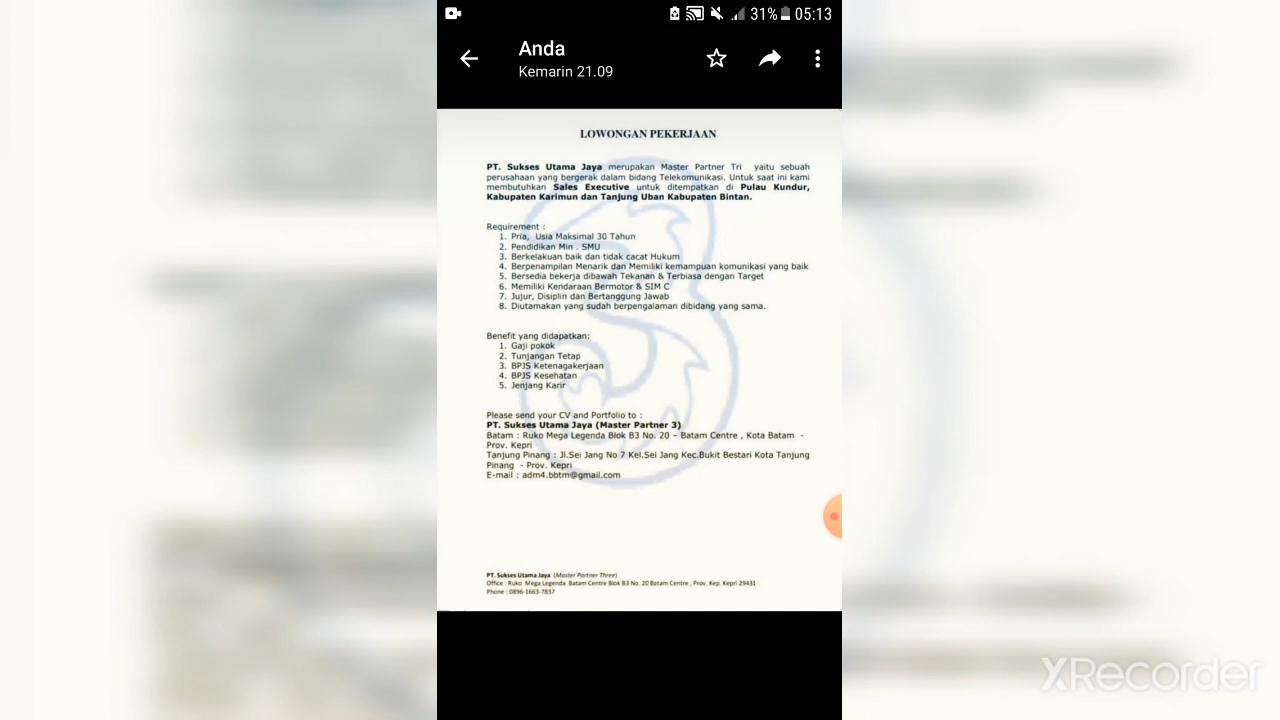 31% 05:13
Anda
Kemarin 21.09
LOWONGAN PEKERJAAN
PT. Sukses Utama Jaya merupakan Master Partner Tri yaitu sebuah
perusahaan yang bergerak dalam bidang Telekomunikasi. Untuk saat ini kami
membutuhkan Sales Executive untuk ditempatkan di Pulau Kundur,
Kabupaten Karimun dan Tanjung Uban Kabupaten Bintan.
Requirement :
1. Pria, Usia Maksimal 30 Tahun
2. Pendidikan Min . SMU
3. Berkelakuan baik dan tidak cacat Hukum
4. Berpenampilan Menarik dan Memiliki kemampuan komunikasi yang baik
5. Bersedia bekerja dibawah Tekanan & Terbiasa dengan Target
6. Memiliki Kendaraan Bermotor & SIM C
7. Jujur, Disiplin dan Bertanggung Jawab
8. Diutamakan yang sudah berpengalaman dibidang yang sama.
Benefit yang didapatkan:
1. Gaji pokok
2. Tunjangan Tetap
3. BPJS Ketenagakerjaan
4. BPJS Kesehatan
5. Jenjang Karir
Please send your CV and Portfolio to :
PT. Sukses Utama Jaya (Master Partner 3)
Batam : Ruko Mega Legenda Blok B3 No. 20 – Batam Centre , Kota Batam -
Prov. Kepri
Tanjung Pinang : Jl.Sei Jang No 7 Kel.Sei Jang Kec.Bukit Bestari Kota Tanjung
Pinang - Prov. Kepri
E-mail : adm4.bbtm@gmail.com
PT. Sukses Utama Jaya (Master Partner Three)
Office : Ruko Mega Legenda Batam Centre Blok B3 No. 20 Batam Centre , Prov. Kep. Kepri 29431
Phone : 0896-1663-7837
XRecorder